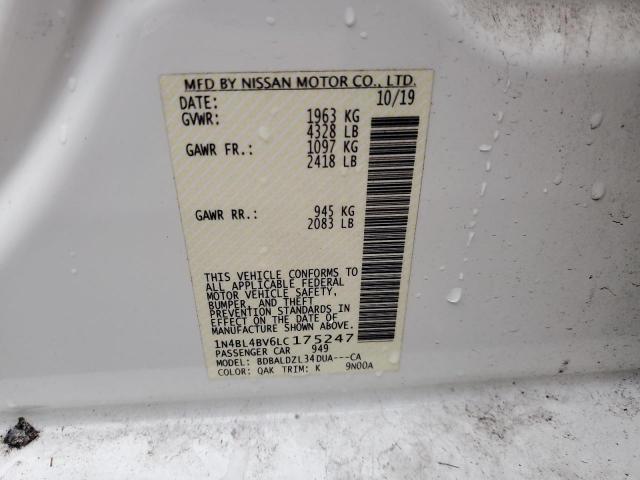 MFD BY NISSAN MOTOR CO., LTD.
DATE: 10/19
GVWR: 1963 KG
4328 LB
GAWR FR.: 1097 KG
2418 LB
GAWR RR.: 945 KG
2083 LB
THIS VEHICLE CONFORMS TO
ALL APPLICABLE FEDERAL
MOTOR VEHICLE SAFETY,
BUMPER, AND THEFT
PREVENTION STANDARDS IN
EFFECT ON THE DATE OF
MANUFACTURE SHOWN ABOVE.
1N4BL4BV6LC175247
PASSENGER CAR 949
MODEL: BDBALDZL34DUA---CA
COLOR: QAK TRIM: K 9N00A